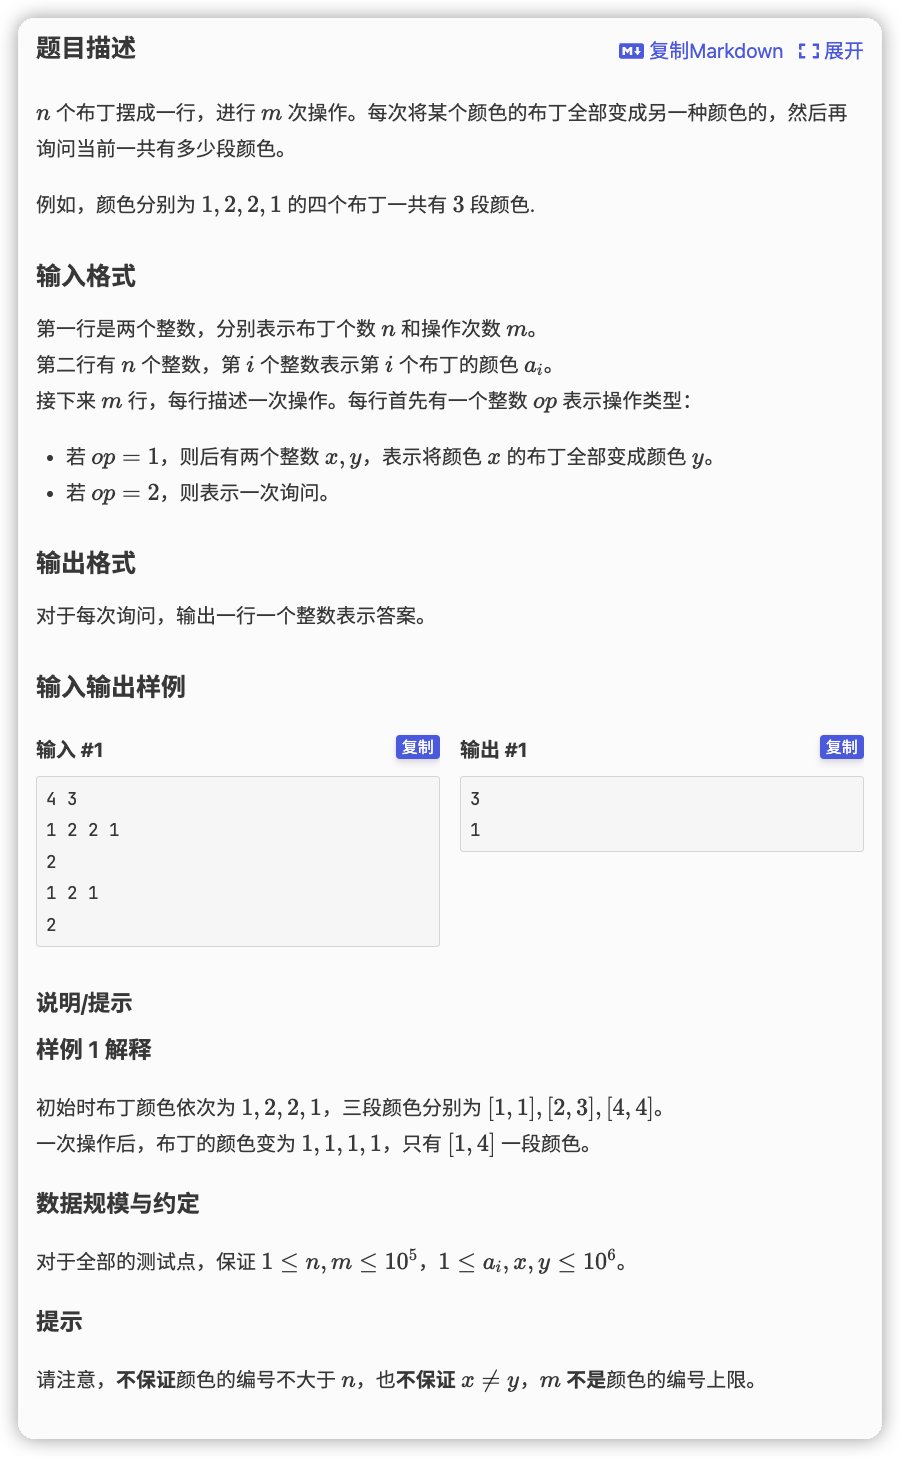 题目描述
复制Markdown 展开
n 个布丁摆成一行，进行 m 次操作。每次将某个颜色的布丁全部变成另一种颜色的，然后再
询问当前一共有多少段颜色。
例如，颜色分别为 1, 2, 2, 1 的四个布丁一共有 3 段颜色.
输入格式
第一行是两个整数，分别表示布丁个数 n 和操作次数 m。
第二行有 n 个整数，第 i 个整数表示第 i 个布丁的颜色 aᵢ。
接下来 m 行，每行描述一次操作。每行首先有一个整数 op 表示操作类型：
• 若 op = 1，则后有两个整数 x, y，表示将颜色 x 的布丁全部变成颜色 y。
• 若 op = 2，则表示一次询问。
输出格式
对于每次询问，输出一行一个整数表示答案。
输入输出样例
输入 #1 复制
4 3
1 2 2 1
2
1 2 1
2
输出 #1 复制
3
1
说明/提示
样例 1 解释
初始时布丁颜色依次为 1, 2, 2, 1，三段颜色分别为 [1, 1], [2, 3], [4, 4]。
一次操作后，布丁的颜色变为 1, 1, 1, 1，只有 [1, 4] 一段颜色。
数据规模与约定
对于全部的测试点，保证 1 ≤ n, m ≤ 10⁵，1 ≤ aᵢ, x, y ≤ 10⁶。
提示
请注意，不保证颜色的编号不大于 n，也不保证 x ≠ y，m 不是颜色的编号上限。